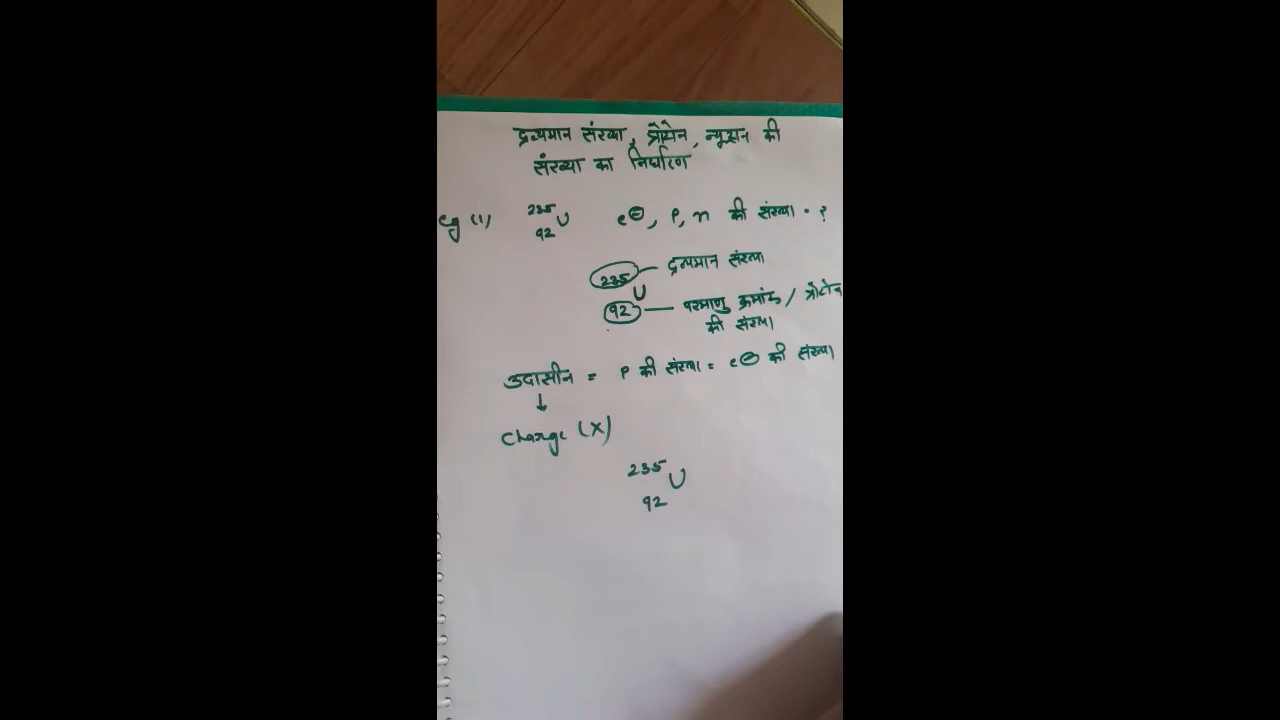 द्रव्यमान संख्या, प्रोटोन, न्यूट्रान की
संख्या का निर्धारण
eg (1) 235 92 U e⊖, P, n की संख्या = ?
235 — द्रव्यमान संख्या
U
92 — परमाणु क्रमांक / प्रोटोन
की संख्या
उदासीन = P की संख्या = e⊖ की संख्या
↓
Charge (X)
235
U
92